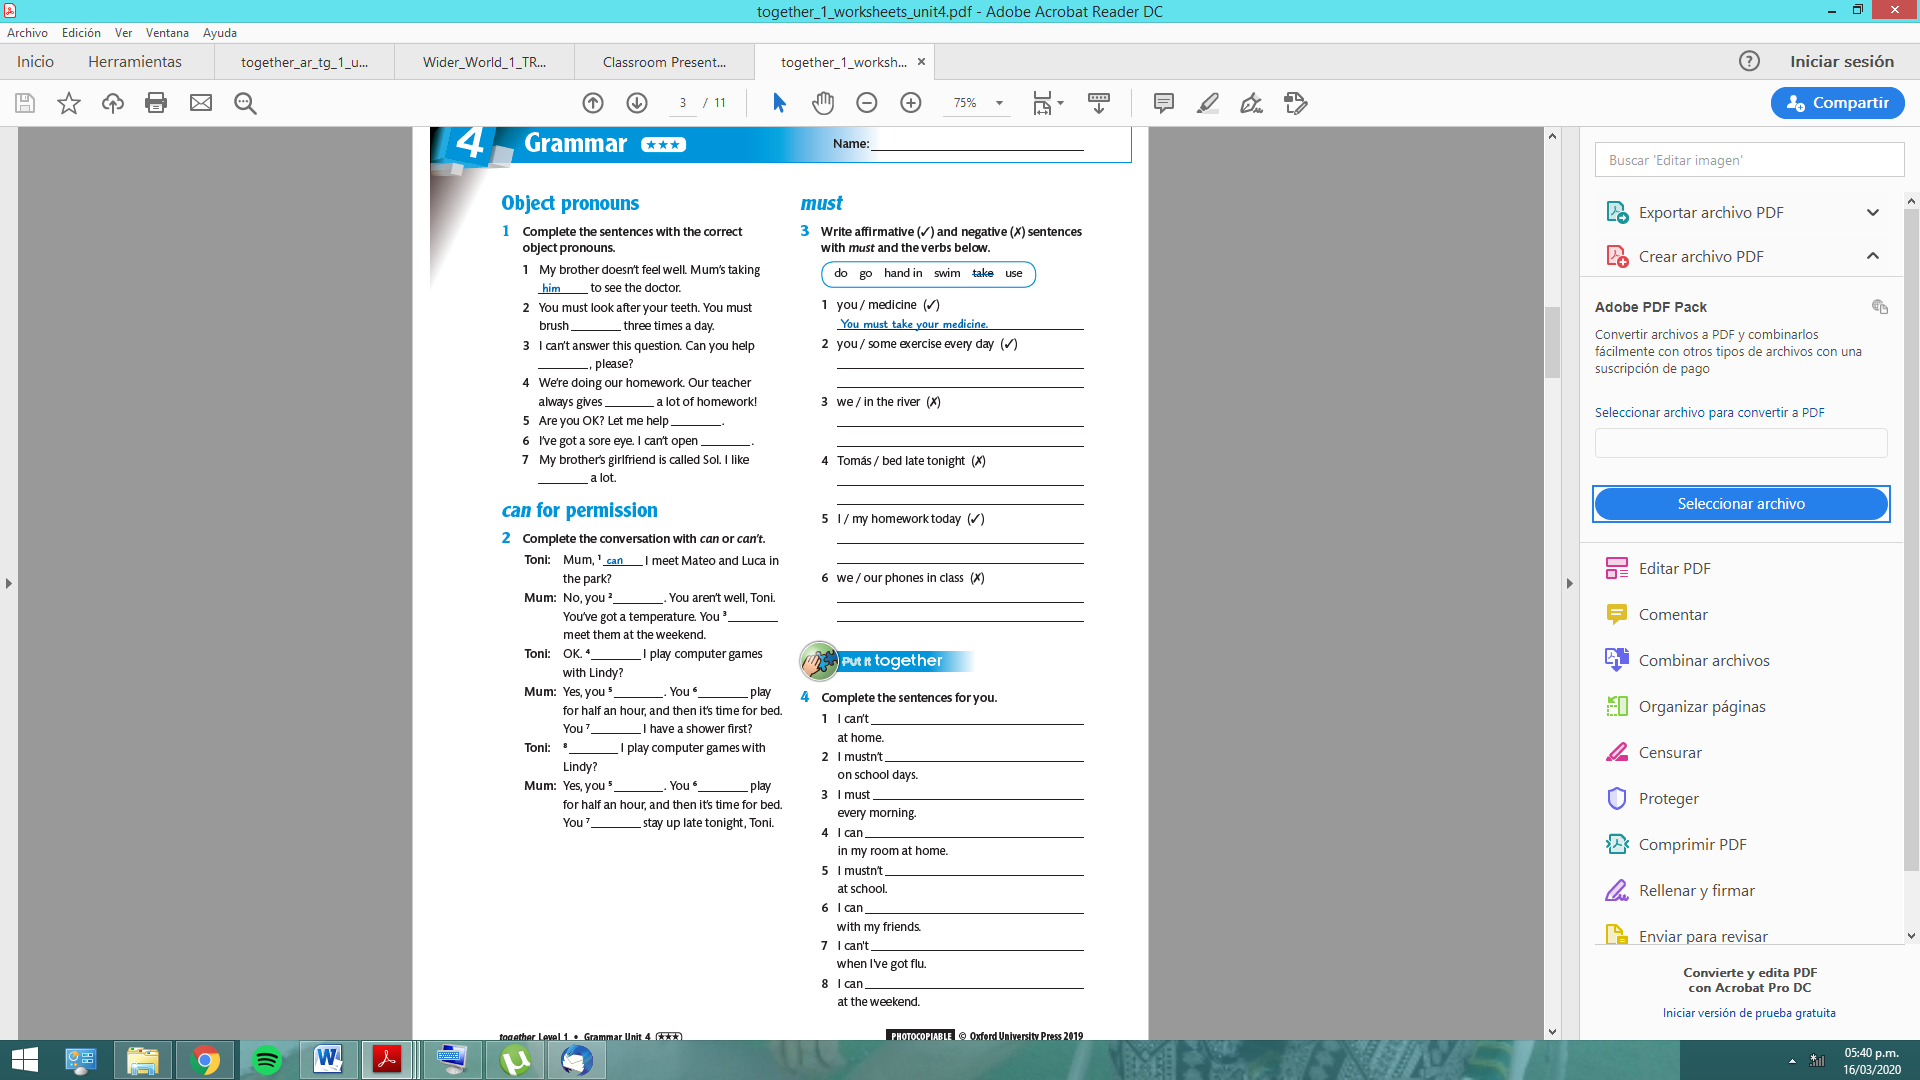 together_1_worksheets_unit4.pdf - Adobe Acrobat Reader DC
Archivo Edición Ver Ventana Ayuda
Inicio Herramientas together_ar_tg_1_u... Wider_World_1_TR... Classroom Present... together_1_worksh... × ? Iniciar sesión
3 / 11 75% Compartir
4 Grammar ★★★ Name:
Object pronouns
1 Complete the sentences with the correct
object pronouns.
1 My brother doesn't feel well. Mum's taking
him to see the doctor.
2 You must look after your teeth. You must
brush ________ three times a day.
3 I can't answer this question. Can you help
________, please?
4 We're doing our homework. Our teacher
always gives ________ a lot of homework!
5 Are you OK? Let me help ________.
6 I've got a sore eye. I can't open ________.
7 My brother's girlfriend is called Sol. I like
________ a lot.
can for permission
2 Complete the conversation with can or can't.
Toni: Mum, ¹ can I meet Mateo and Luca in
the park?
Mum: No, you ² ________. You aren't well, Toni.
You've got a temperature. You ³ ________
meet them at the weekend.
Toni: OK. ⁴ ________ I play computer games
with Lindy?
Mum: Yes, you ⁵ ________. You ⁶ ________ play
for half an hour, and then it's time for bed.
You ⁷ ________ I have a shower first?
Toni: ⁸ ________ I play computer games with
Lindy?
Mum: Yes, you ⁵ ________. You ⁶ ________ play
for half an hour, and then it's time for bed.
You ⁷ ________ stay up late tonight, Toni.
must
3 Write affirmative (✓) and negative (✗) sentences
with must and the verbs below.
do go hand in swim take use
1 you / medicine (✓)
You must take your medicine.
2 you / some exercise every day (✓)
3 we / in the river (✗)
4 Tomás / bed late tonight (✗)
5 I / my homework today (✓)
6 we / our phones in class (✗)
Put it together
4 Complete the sentences for you.
1 I can't
at home.
2 I mustn't
on school days.
3 I must
every morning.
4 I can
in my room at home.
5 I mustn't
at school.
6 I can
with my friends.
7 I can't
when I've got flu.
8 I can
at the weekend.
together Level 1 • Grammar Unit 4 ★★★ PHOTOCOPIABLE © Oxford University Press 2019
Buscar 'Editar imagen'
Exportar archivo PDF
Crear archivo PDF
Adobe PDF Pack
Convertir archivos a PDF y combinarlos
fácilmente con otros tipos de archivos con una
suscripción de pago
Seleccionar archivo para convertir a PDF
Seleccionar archivo
Editar PDF
Comentar
Combinar archivos
Organizar páginas
Censurar
Proteger
Comprimir PDF
Rellenar y firmar
Enviar para revisar
Convierte y edita PDF
con Acrobat Pro DC
Iniciar versión de prueba gratuita
05:40 p.m.
16/03/2020